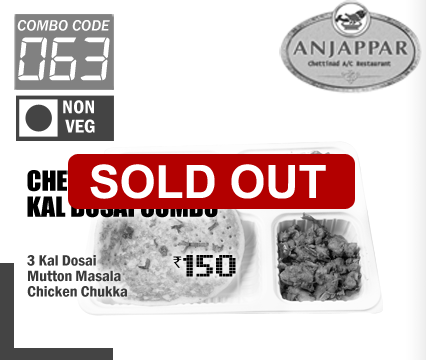 COMBO CODE
063
NON
VEG
ANJAPPAR
Chettinad A/C Restaurant
SOLD OUT
KAL DOSAI COMBO
₹150
3 Kal Dosai
Mutton Masala
Chicken Chukka